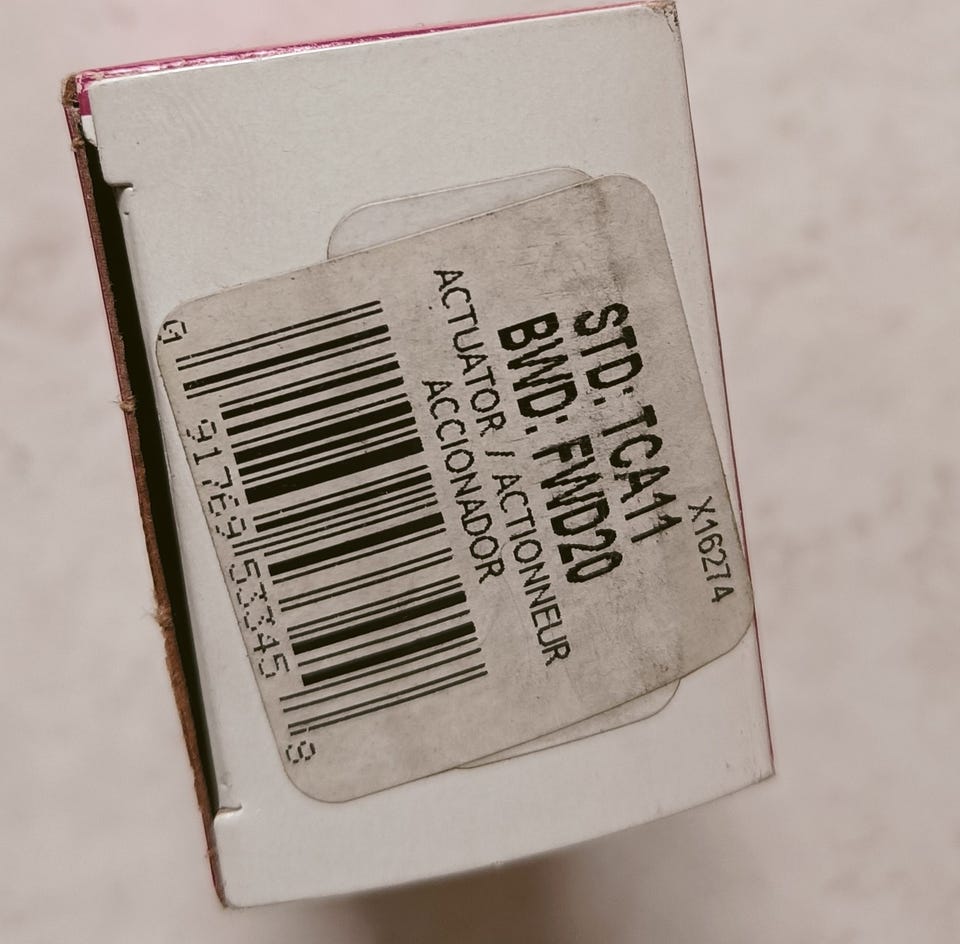 X16274
STD: TCA11
BWD: FWD20
ACTUATOR / ACTIONNEUR
ACCIONADOR
0 91769 53345 8